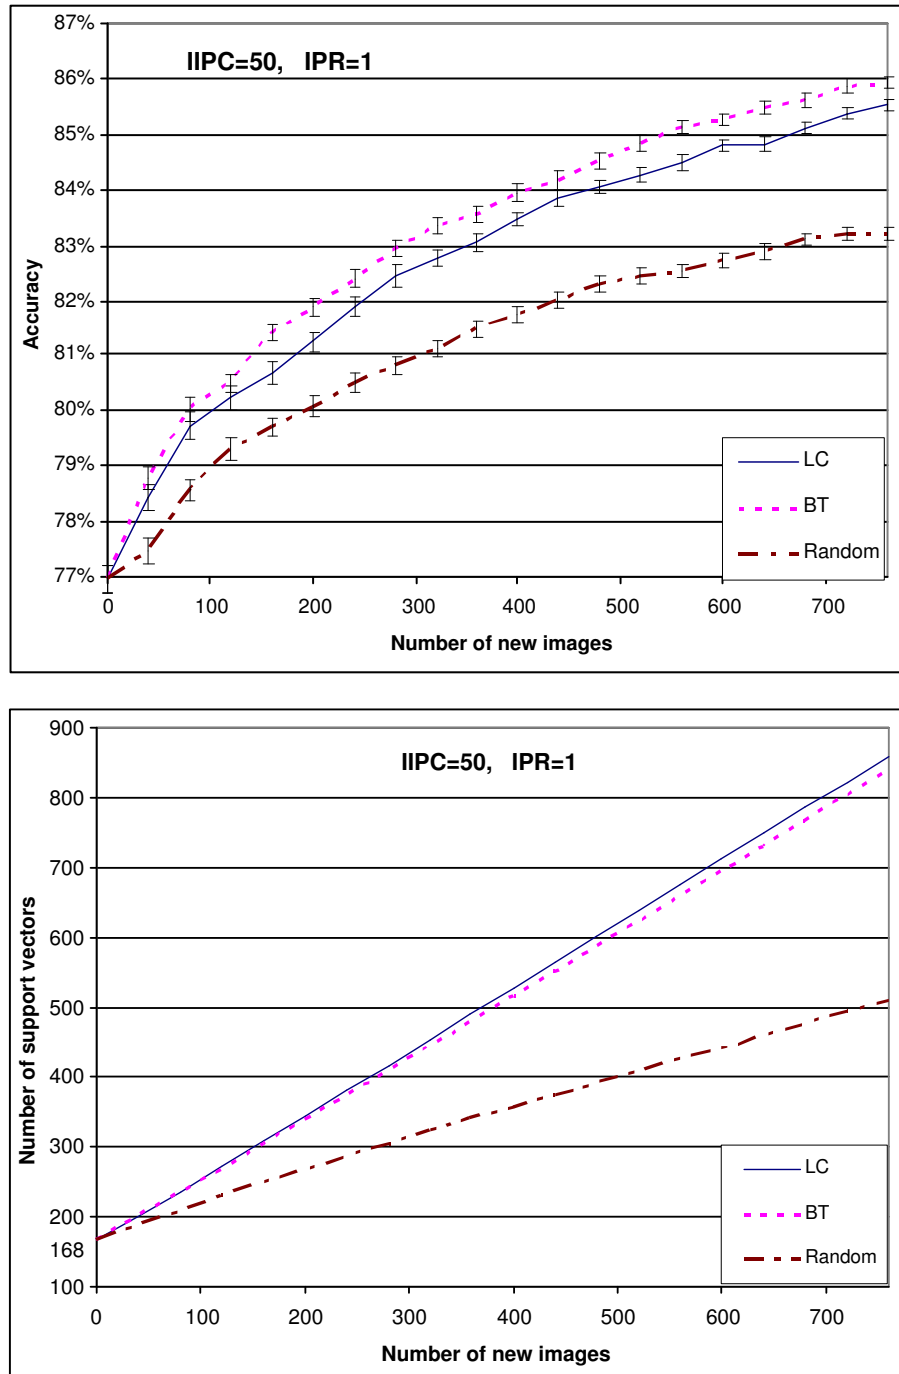 87%
IIPC=50, IPR=1
86%
85%
84%
83%
82%
81%
80%
79%
78%
77%
Accuracy
LC
BT
Random
0 100 200 300 400 500 600 700
Number of new images
900
IIPC=50, IPR=1
800
700
600
500
400
300
200
168
100
Number of support vectors
LC
BT
Random
0 100 200 300 400 500 600 700
Number of new images